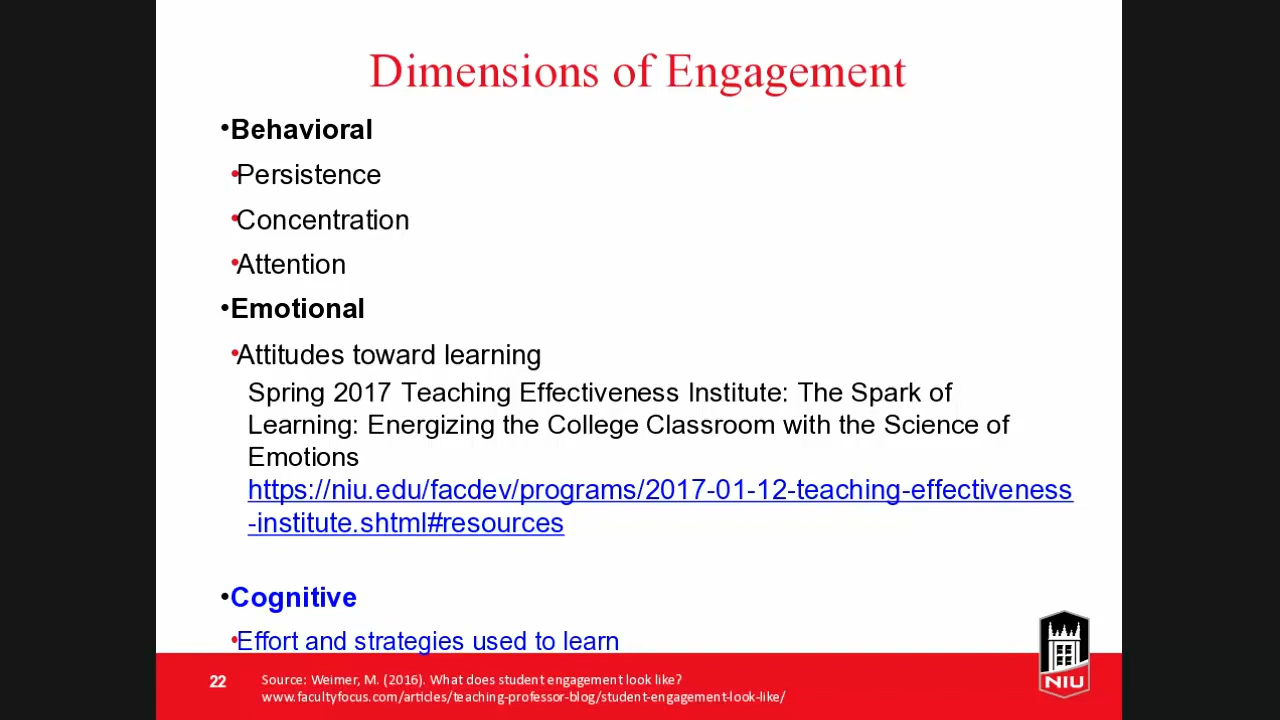 Dimensions of Engagement
•Behavioral
•Persistence
•Concentration
•Attention
•Emotional
•Attitudes toward learning
Spring 2017 Teaching Effectiveness Institute: The Spark of
Learning: Energizing the College Classroom with the Science of
Emotions
https://niu.edu/facdev/programs/2017-01-12-teaching-effectiveness
-institute.shtml#resources
•Cognitive
•Effort and strategies used to learn
22
Source: Weimer, M. (2016). What does student engagement look like?
www.facultyfocus.com/articles/teaching-professor-blog/student-engagement-look-like/
NIU